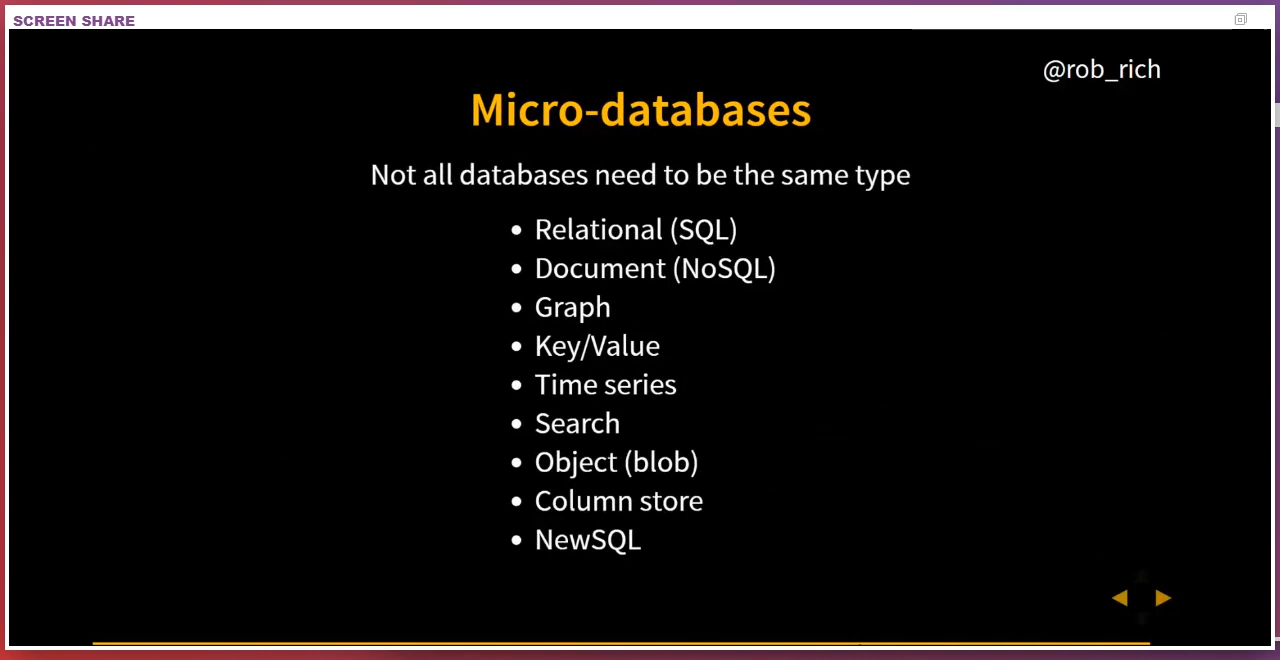 SCREEN SHARE
@rob_rich
Micro-databases
Not all databases need to be the same type
• Relational (SQL)
• Document (NoSQL)
• Graph
• Key/Value
• Time series
• Search
• Object (blob)
• Column store
• NewSQL